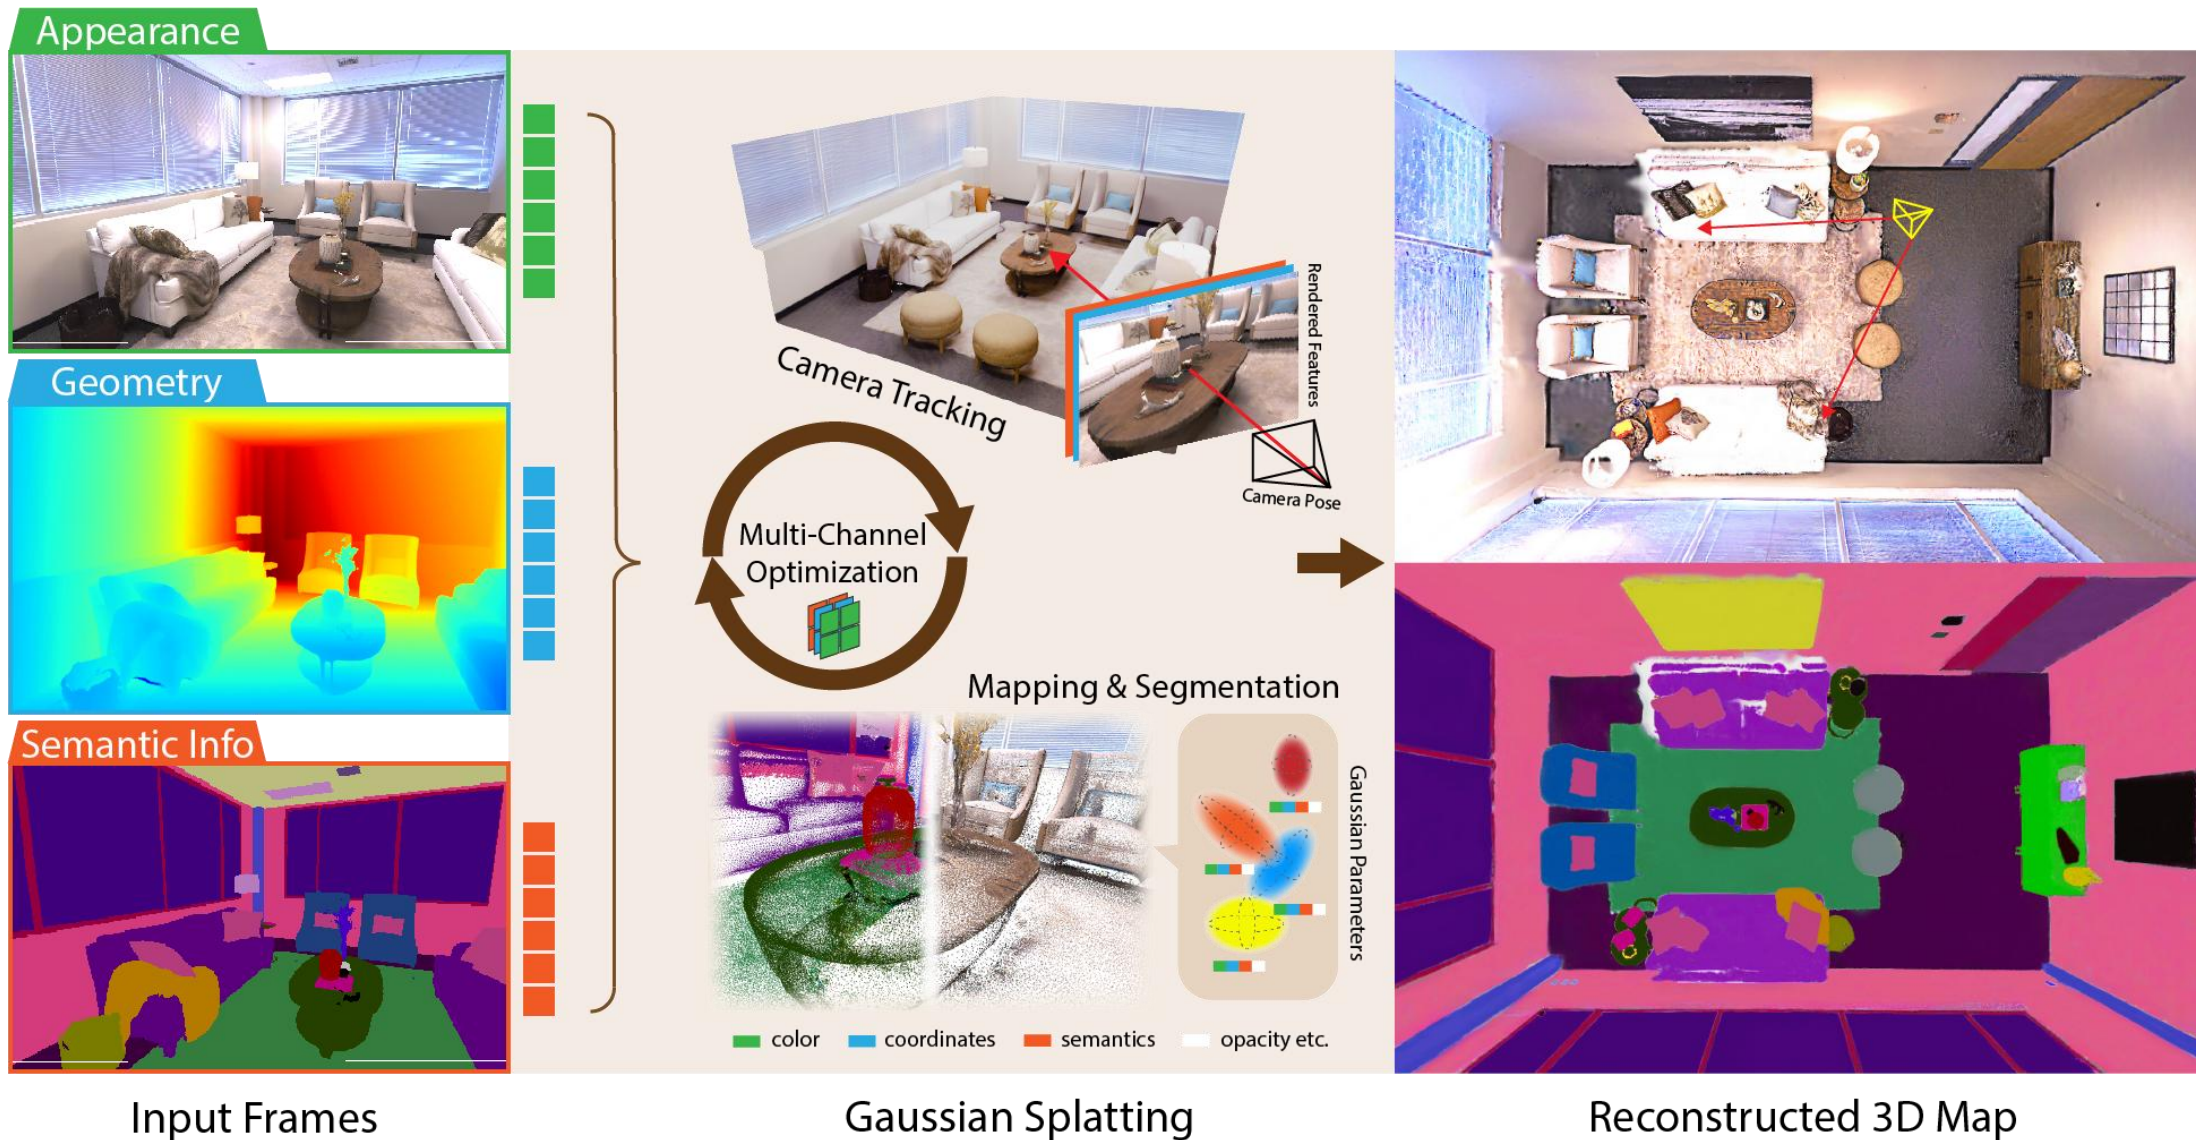 Appearance
Geometry
Semantic Info
Camera Tracking
Rendered Features
Camera Pose
Multi-Channel
Optimization
Mapping & Segmentation
Gaussian Parameters
color
coordinates
semantics
opacity etc.
Input Frames
Gaussian Splatting
Reconstructed 3D Map